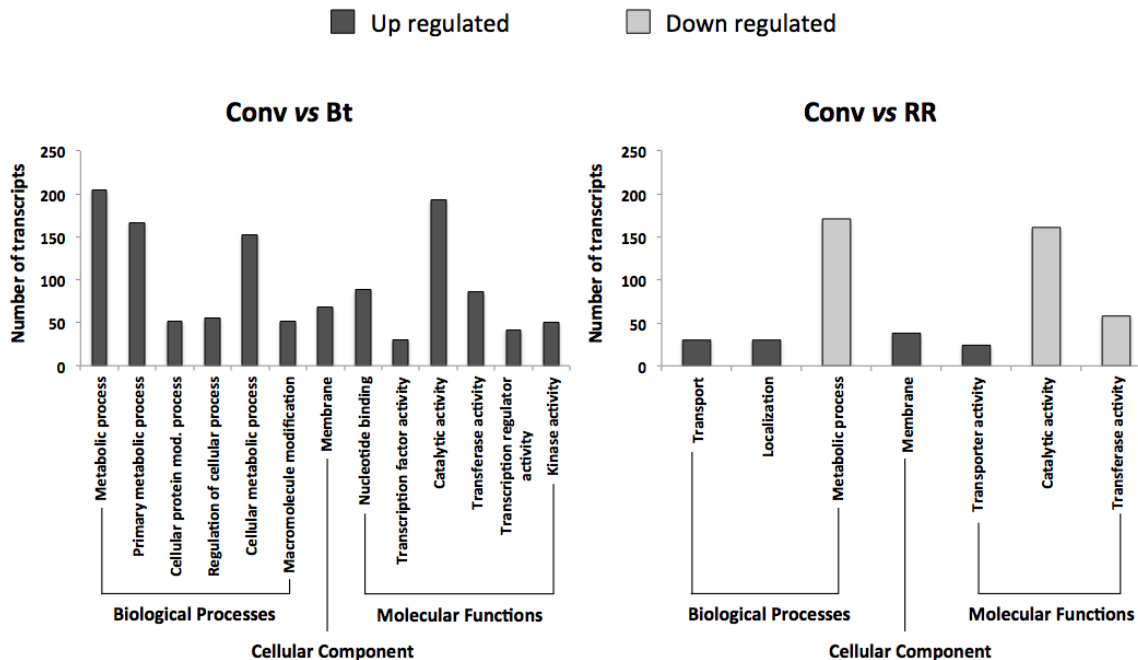 Up regulated
Down regulated
Conv vs Bt
Number of transcripts
250
200
150
100
50
0
Metabolic process
Primary metabolic process
Cellular protein mod. process
Regulation of cellular process
Cellular metabolic process
Macromolecule modification
Membrane
Nucleotide binding
Transcription factor activity
Catalytic activity
Transferase activity
Transcription regulator
activity
Kinase activity
Biological Processes
Molecular Functions
Cellular Component
Conv vs RR
Number of transcripts
250
200
150
100
50
0
Transport
Localization
Metabolic process
Membrane
Transporter activity
Catalytic activity
Transferase activity
Biological Processes
Molecular Functions
Cellular Component